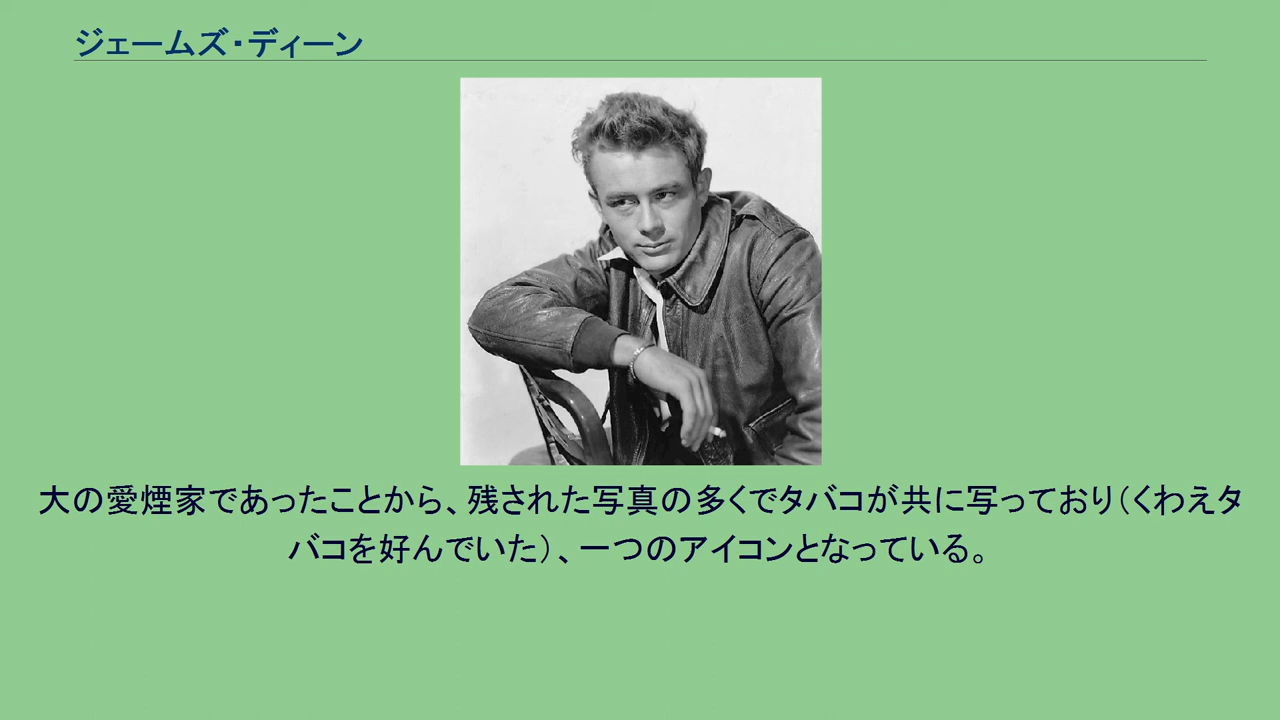 ジェームズ・ディーン
大の愛煙家であったことから、残された写真の多くでタバコが共に写っており（くわえタ
バコを好んでいた）、一つのアイコンとなっている。